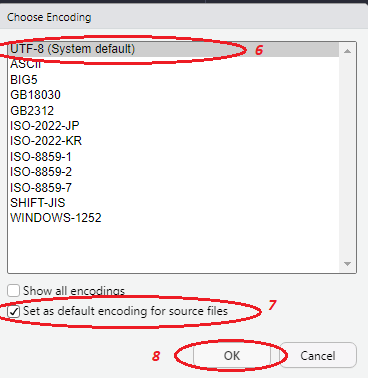 Choose Encoding
UTF-8 (System default)
6
ASCII
BIG5
GB18030
GB2312
ISO-2022-JP
ISO-2022-KR
ISO-8859-1
ISO-8859-2
ISO-8859-7
SHIFT-JIS
WINDOWS-1252
Show all encodings
Set as default encoding for source files
7
8
OK
Cancel